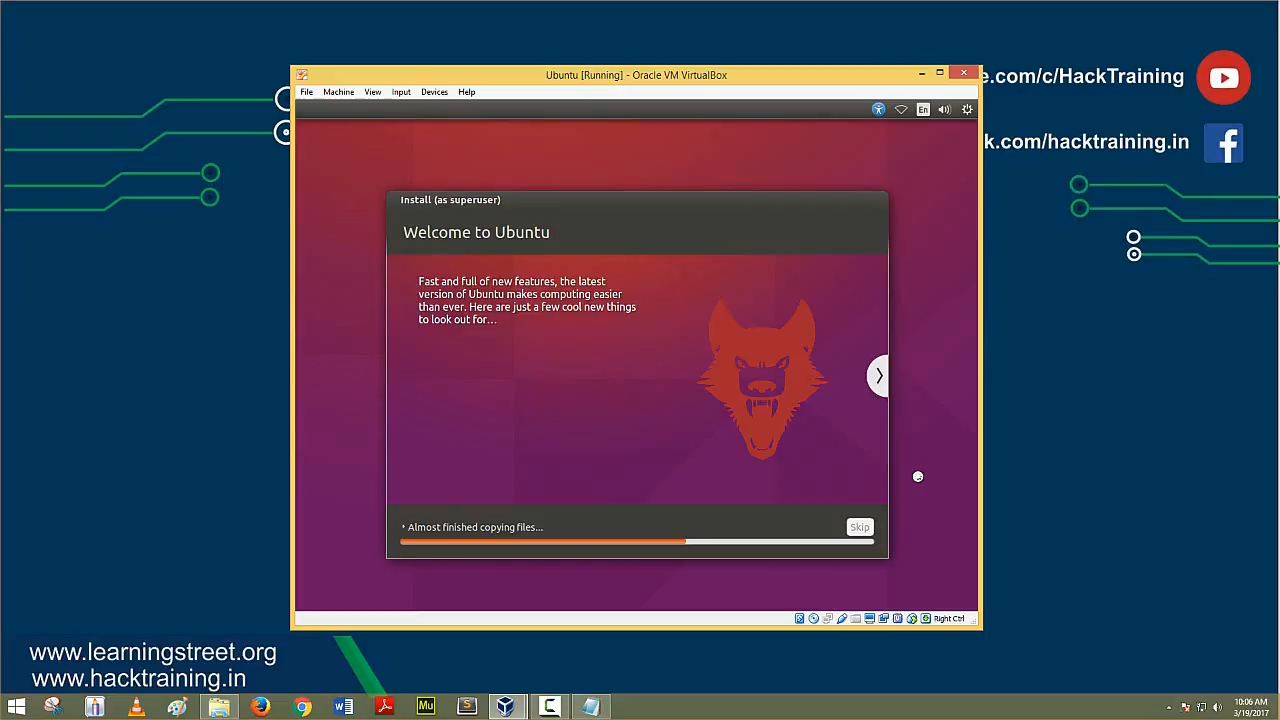 Ubuntu [Running] - Oracle VM VirtualBox
e.com/c/HackTraining
File Machine View Input Devices Help
En
k.com/hacktraining.in
Install (as superuser)
Welcome to Ubuntu
Fast and full of new features, the latest
version of Ubuntu makes computing easier
than ever. Here are just a few cool new things
to look out for...
Almost finished copying files...
Skip
Right Ctrl
www.learningstreet.org
www.hacktraining.in
Mu
S
C
10:06 AM
3/19/2017